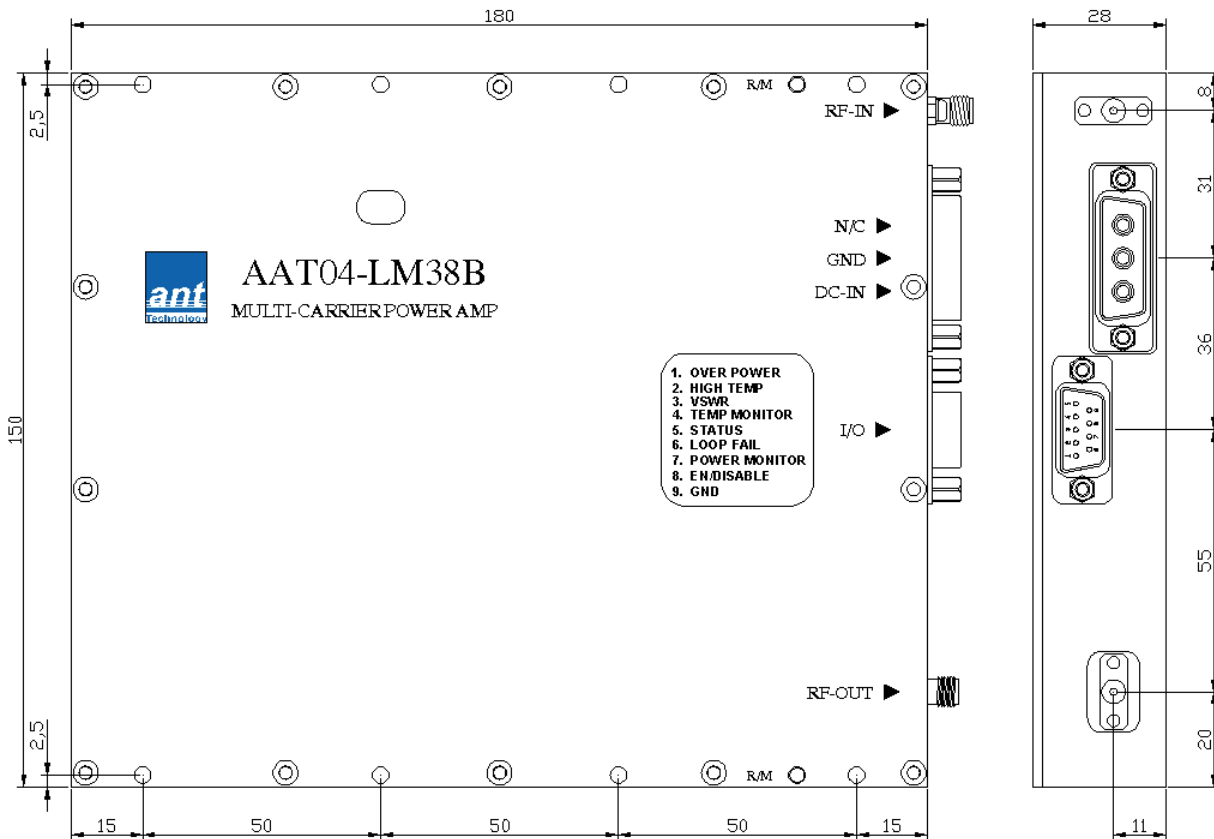 180
28
2,5
R/M
RF-IN
8
31
N/C
GND
DC-IN
ant
Technology
AAT04-LM38B
MULTI-CARRIER POWER AMP
36
150
1. OVER POWER
2. HIGH TEMP
3. VSWR
4. TEMP MONITOR
5. STATUS
6. LOOP FAIL
7. POWER MONITOR
8. EN/DISABLE
9. GND
I/O
55
RF-OUT
2,5
R/M
20
15
50
50
50
15
11